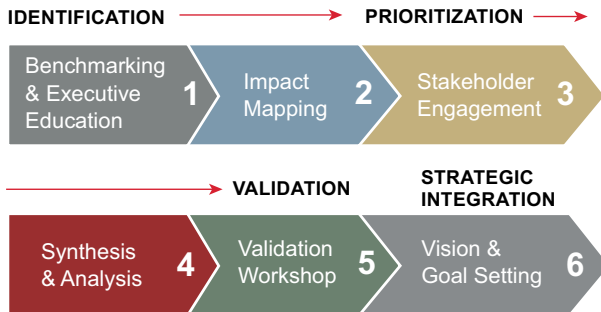 IDENTIFICATION
PRIORITIZATION
Benchmarking
& Executive
Education
1
Impact
Mapping
2
Stakeholder
Engagement
3
VALIDATION
STRATEGIC
INTEGRATION
Synthesis
& Analysis
4
Validation
Workshop
5
Vision &
Goal Setting
6